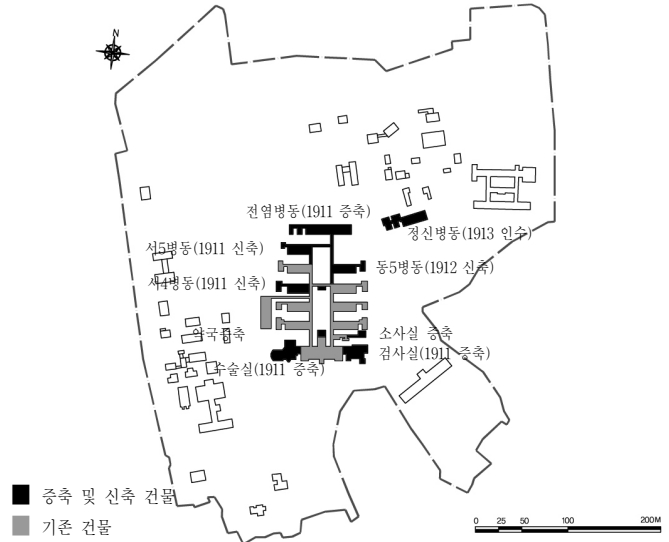 N
전염병동(1911 증축)
정신병동(1913 인수)
서5병동(1911 신축)
동5병동(1912 신축)
서4병동(1911 신축)
약국증축
소사실 증축
검사실(1911 증축)
수술실(1911 증축)
증축 및 신축 건물
기존 건물
0 25 50 100 200M